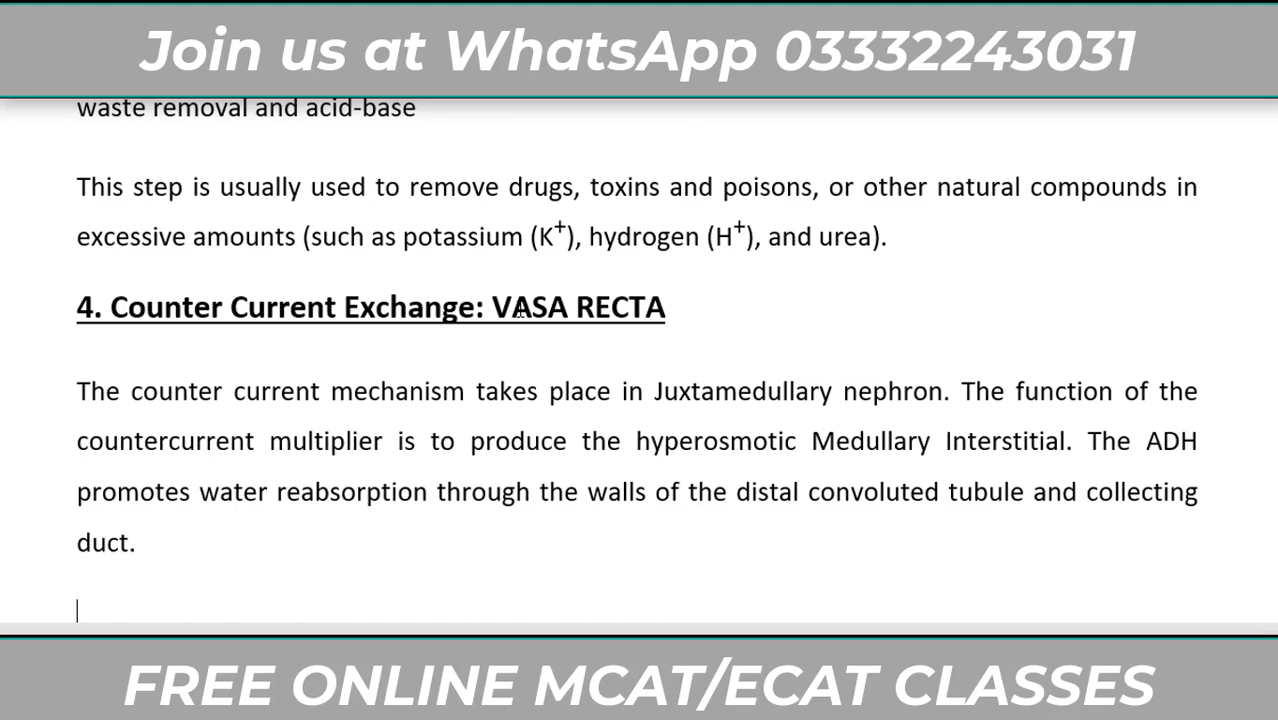 Join us at WhatsApp 03332243031
waste removal and acid-base
This step is usually used to remove drugs, toxins and poisons, or other natural compounds in
excessive amounts (such as potassium (K⁺), hydrogen (H⁺), and urea).
4. Counter Current Exchange: VASA RECTA
The counter current mechanism takes place in Juxtamedullary nephron. The function of the
countercurrent multiplier is to produce the hyperosmotic Medullary Interstitial. The ADH
promotes water reabsorption through the walls of the distal convoluted tubule and collecting
duct.
FREE ONLINE MCAT/ECAT CLASSES